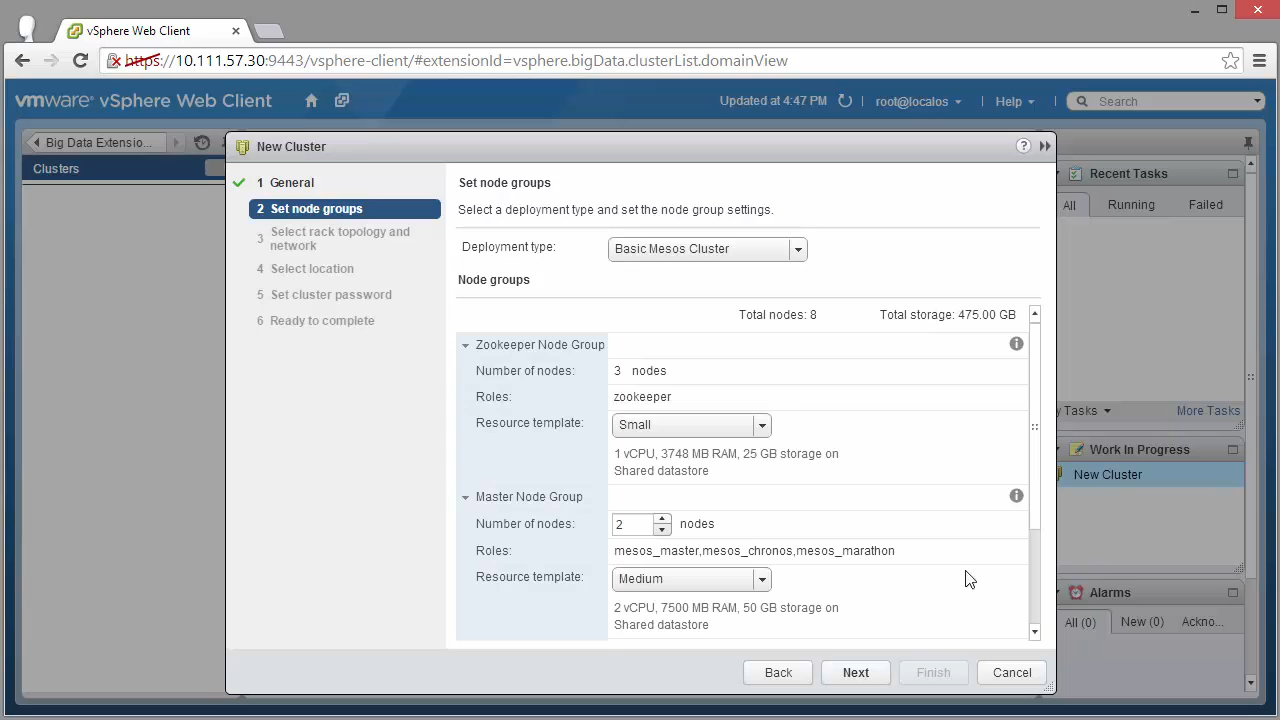 vSphere Web Client
https://10.111.57.30:9443/vsphere-client/#extensionId=vsphere.bigData.clusterList.domainView
vmware® vSphere Web Client
Updated at 4:47 PM
root@localos
Help
Search
Big Data Extensio...
Clusters
New Cluster
1 General
2 Set node groups
3 Select rack topology and
network
4 Select location
5 Set cluster password
6 Ready to complete
Set node groups
Select a deployment type and set the node group settings.
Deployment type: Basic Mesos Cluster
Node groups
Total nodes: 8 Total storage: 475.00 GB
Zookeeper Node Group
Number of nodes: 3 nodes
Roles: zookeeper
Resource template: Small
1 vCPU, 3748 MB RAM, 25 GB storage on
Shared datastore
Master Node Group
Number of nodes: 2 nodes
Roles: mesos_master,mesos_chronos,mesos_marathon
Resource template: Medium
2 vCPU, 7500 MB RAM, 50 GB storage on
Shared datastore
Back Next Finish Cancel
Recent Tasks
All Running Failed
y Tasks More Tasks
Work In Progress
New Cluster
Alarms
All (0) New (0) Ackno...